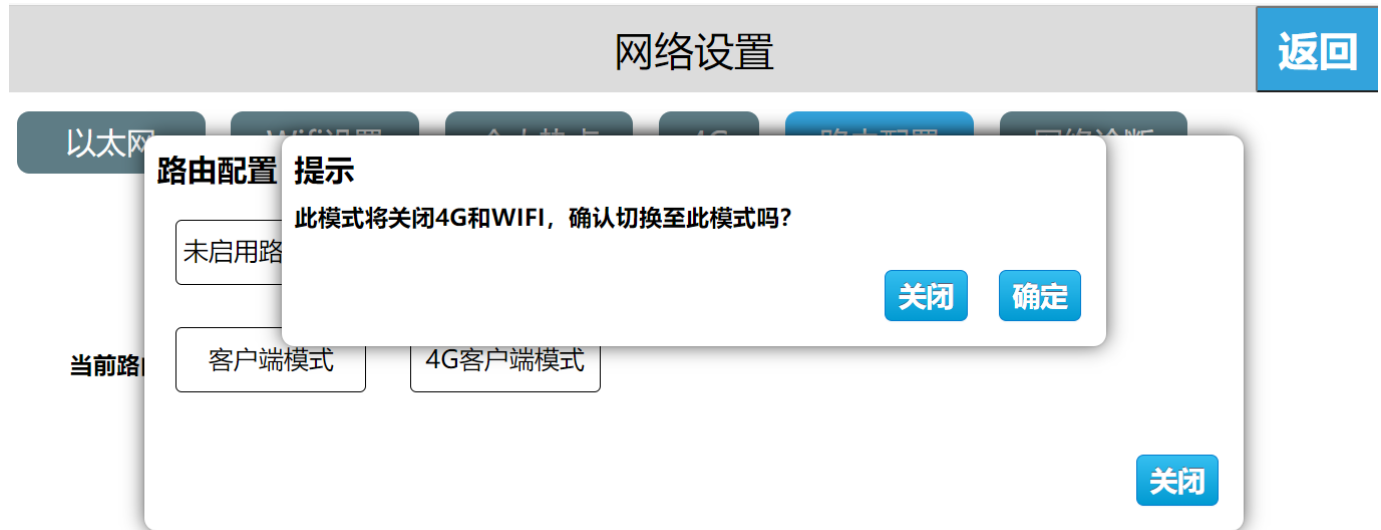 网络设置
返回
以太网
路由配置
提示
此模式将关闭4G和WIFI，确认切换至此模式吗？
未启用路
关闭
确定
当前路
客户端模式
4G客户端模式
关闭